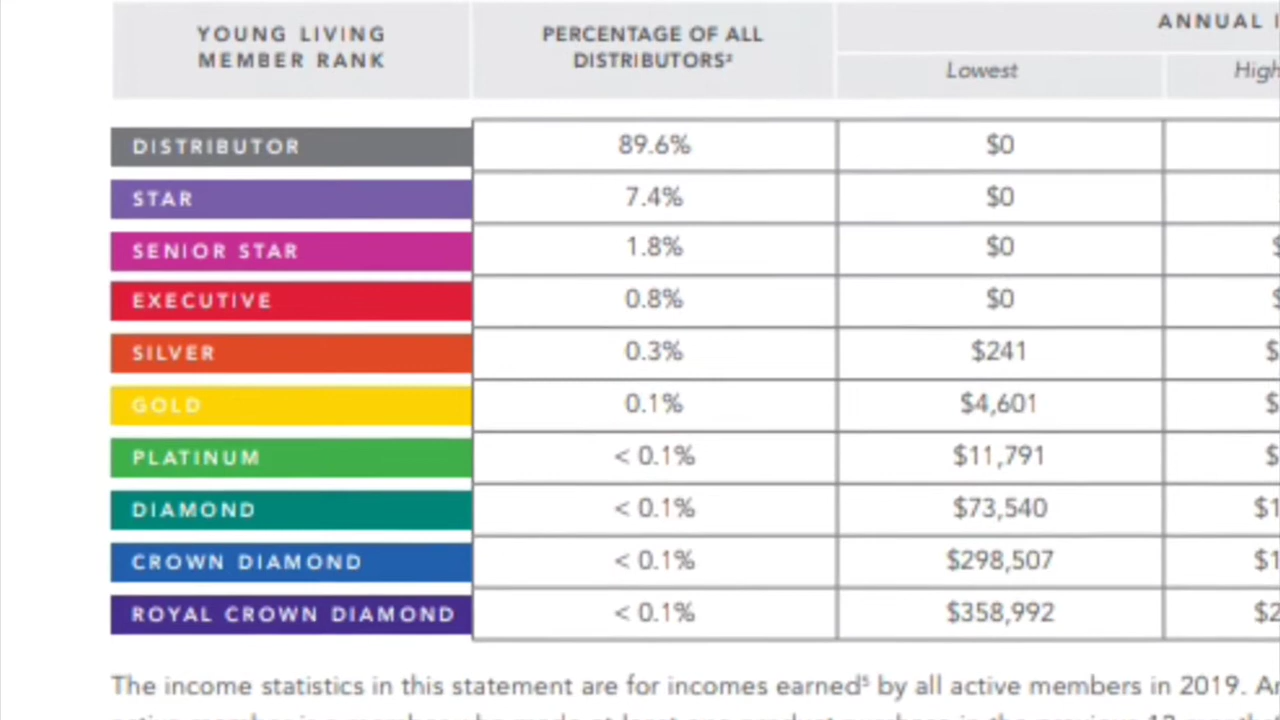 YOUNG LIVING
MEMBER RANK
PERCENTAGE OF ALL
DISTRIBUTORS²
ANNUAL
Lowest
DISTRIBUTOR 89.6% $0
STAR 7.4% $0
SENIOR STAR 1.8% $0
EXECUTIVE 0.8% $0
SILVER 0.3% $241
GOLD 0.1% $4,601
PLATINUM < 0.1% $11,791
DIAMOND < 0.1% $73,540
CROWN DIAMOND < 0.1% $298,507
ROYAL CROWN DIAMOND < 0.1% $358,992
The income statistics in this statement are for incomes earned⁵ by all active members in 2019.